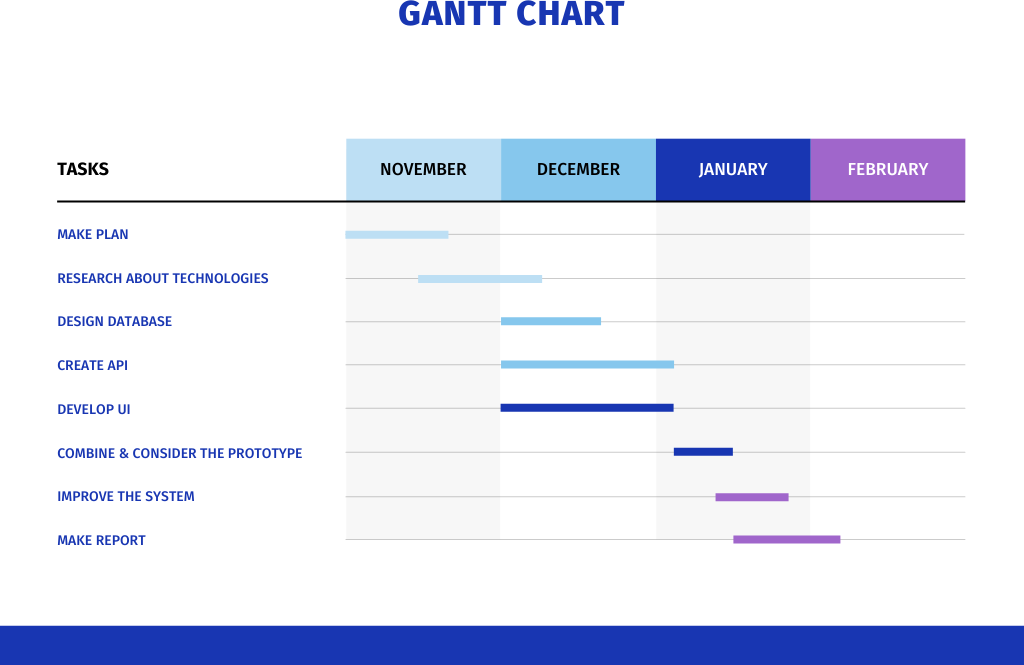 GANTT CHART
TASKS NOVEMBER DECEMBER JANUARY FEBRUARY
MAKE PLAN
RESEARCH ABOUT TECHNOLOGIES
DESIGN DATABASE
CREATE API
DEVELOP UI
COMBINE & CONSIDER THE PROTOTYPE
IMPROVE THE SYSTEM
MAKE REPORT